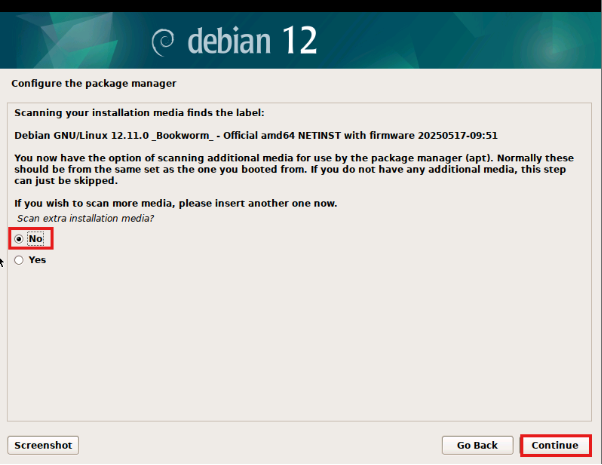 debian 12
Configure the package manager
Scanning your installation media finds the label:
Debian GNU/Linux 12.11.0 _Bookworm_ - Official amd64 NETINST with firmware 20250517-09:51
You now have the option of scanning additional media for use by the package manager (apt). Normally these
should be from the same set as the one you booted from. If you do not have any additional media, this step
can just be skipped.
If you wish to scan more media, please insert another one now.
Scan extra installation media?
No
Yes
Screenshot
Go Back
Continue